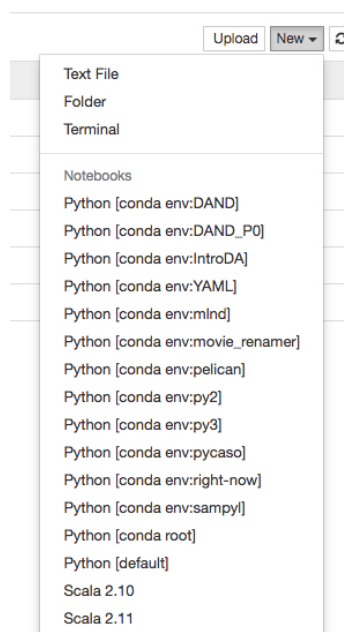 Upload New
Text File
Folder
Terminal
Notebooks
Python [conda env:DAND]
Python [conda env:DAND_P0]
Python [conda env:IntroDA]
Python [conda env:YAML]
Python [conda env:mlnd]
Python [conda env:movie_renamer]
Python [conda env:pelican]
Python [conda env:py2]
Python [conda env:py3]
Python [conda env:pycaso]
Python [conda env:right-now]
Python [conda env:sampyl]
Python [conda root]
Python [default]
Scala 2.10
Scala 2.11